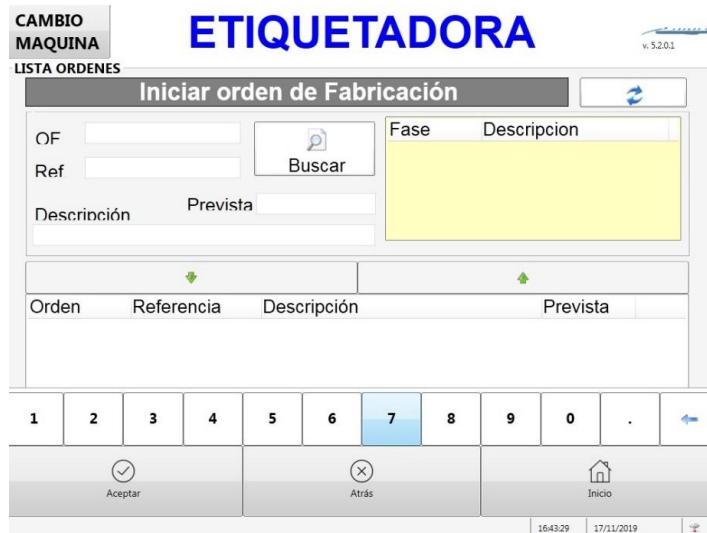 CAMBIO
MAQUINA
ETIQUETADORA
v. 5.2.0.1
LISTA ORDENES
Iniciar orden de Fabricación
OF
Ref
Buscar
Fase Descripcion
Prevista
Descripción
Orden Referencia Descripción Prevista
1 2 3 4 5 6 7 8 9 0 .
Aceptar Atrás Inicio
16:43:29 17/11/2019